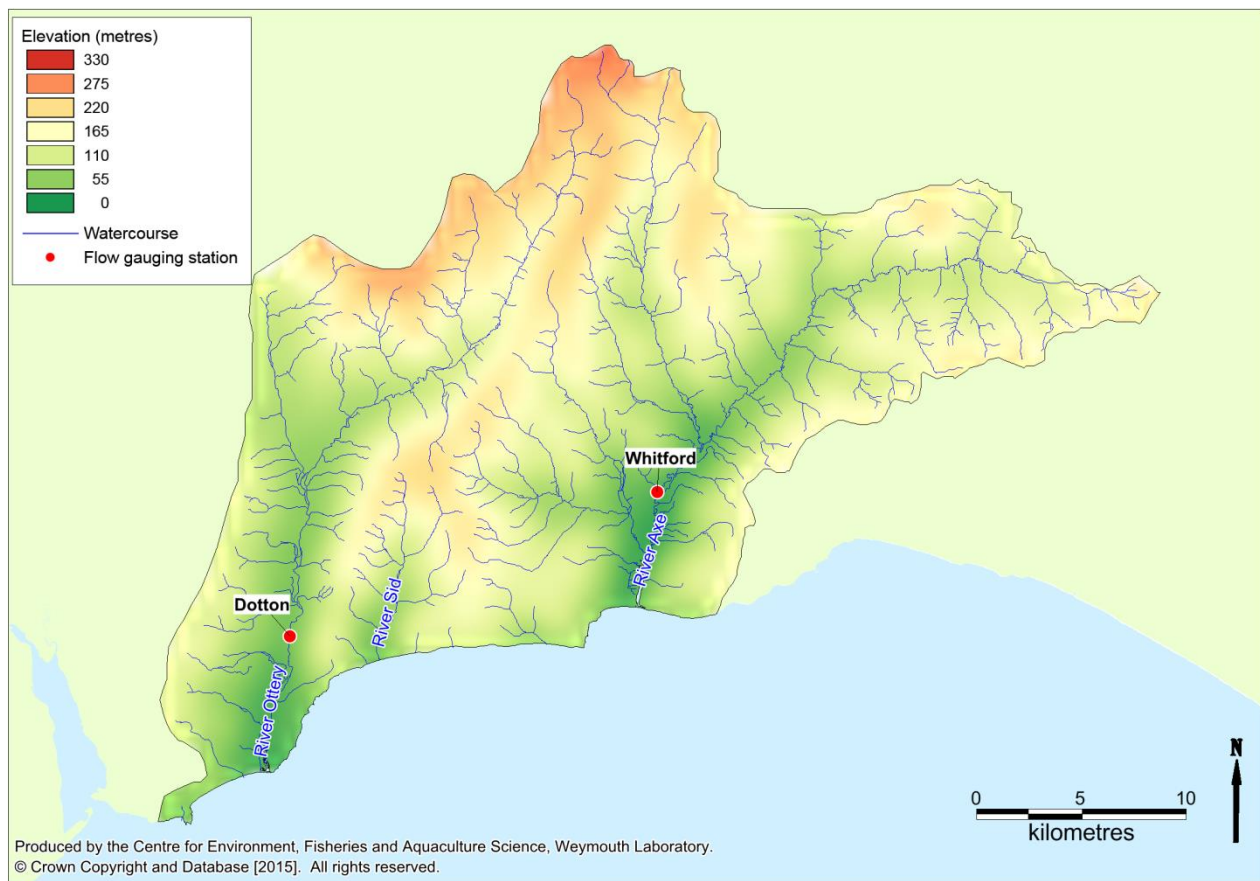 Elevation (metres)
330
275
220
165
110
55
0
Watercourse
Flow gauging station
Whitford
River Axe
Dotton
River Sid
River Ottery
N
0 5 10
kilometres
Produced by the Centre for Environment, Fisheries and Aquaculture Science, Weymouth Laboratory.
© Crown Copyright and Database [2015]. All rights reserved.